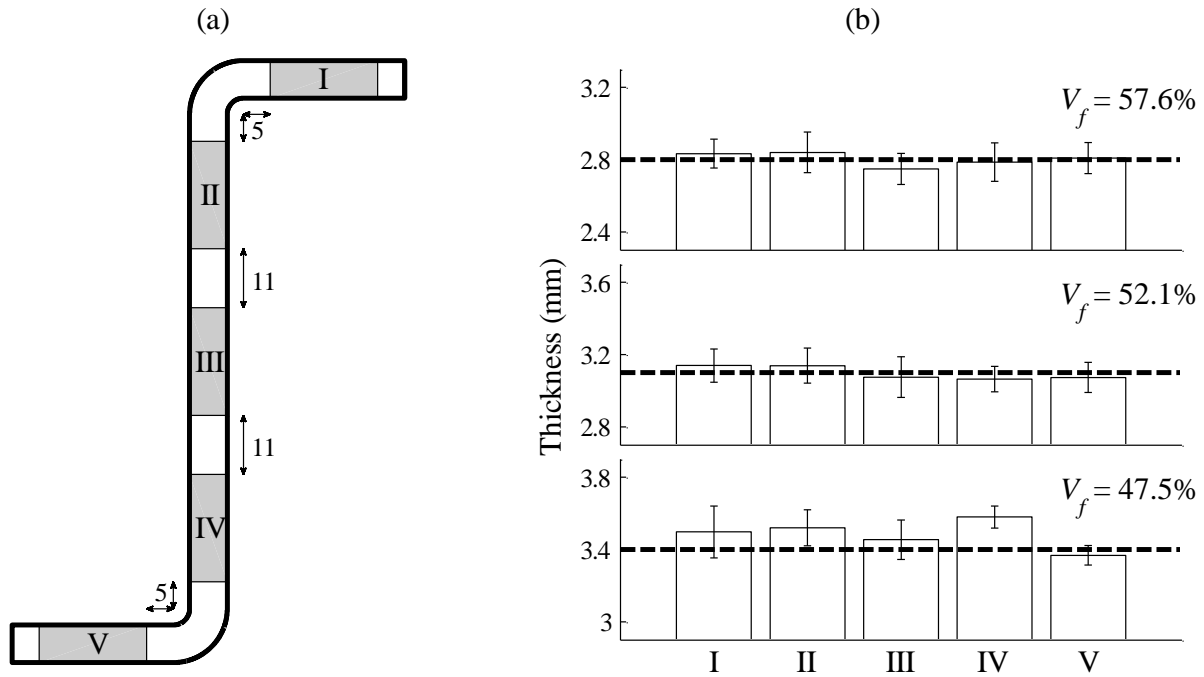 (a)
I
5
II
11
III
11
IV
5
V
(b)
Thickness (mm)
3.2
2.8
2.4
V_f = 57.6%
3.6
3.2
2.8
V_f = 52.1%
3.8
3.4
3
V_f = 47.5%
I II III IV V